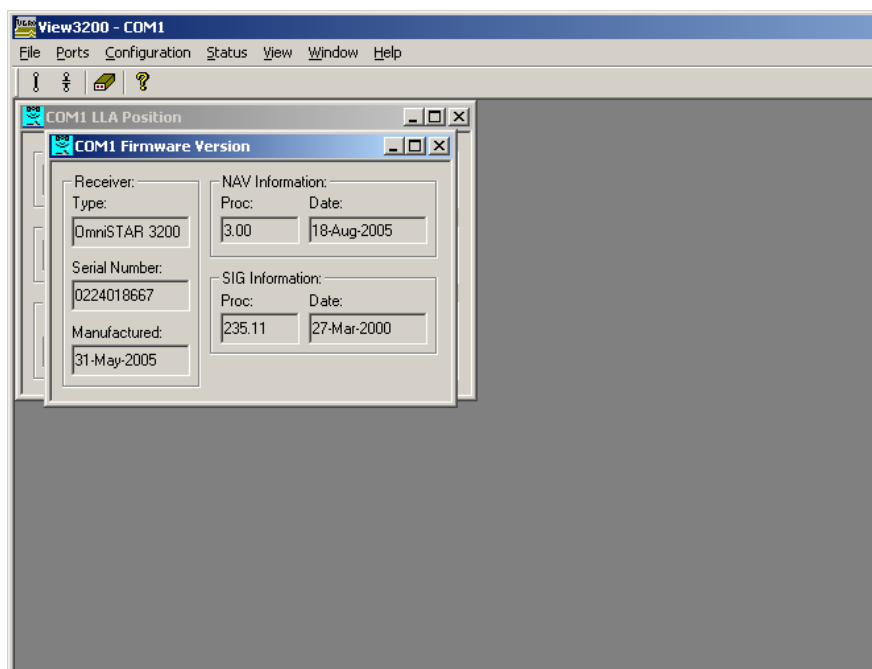 View3200 - COM1
File Ports Configuration Status View Window Help
COM1 LLA Position
COM1 Firmware Version
Receiver:
Type:
OmniSTAR 3200
Serial Number:
0224018667
Manufactured:
31-May-2005
NAV Information:
Proc: Date:
3.00 18-Aug-2005
SIG Information:
Proc: Date:
235.11 27-Mar-2000